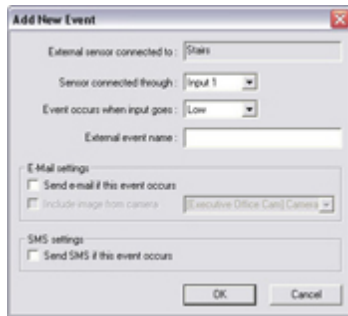 Add New Event
External sensor connected to : Stairs
Sensor connected through : Input 1
Event occurs when input goes : Low
External event name :
E-Mail settings
Send e-mail if this event occurs
Include image from camera [Executive Office Cam] Camera
SMS settings
Send SMS if this event occurs
OK Cancel